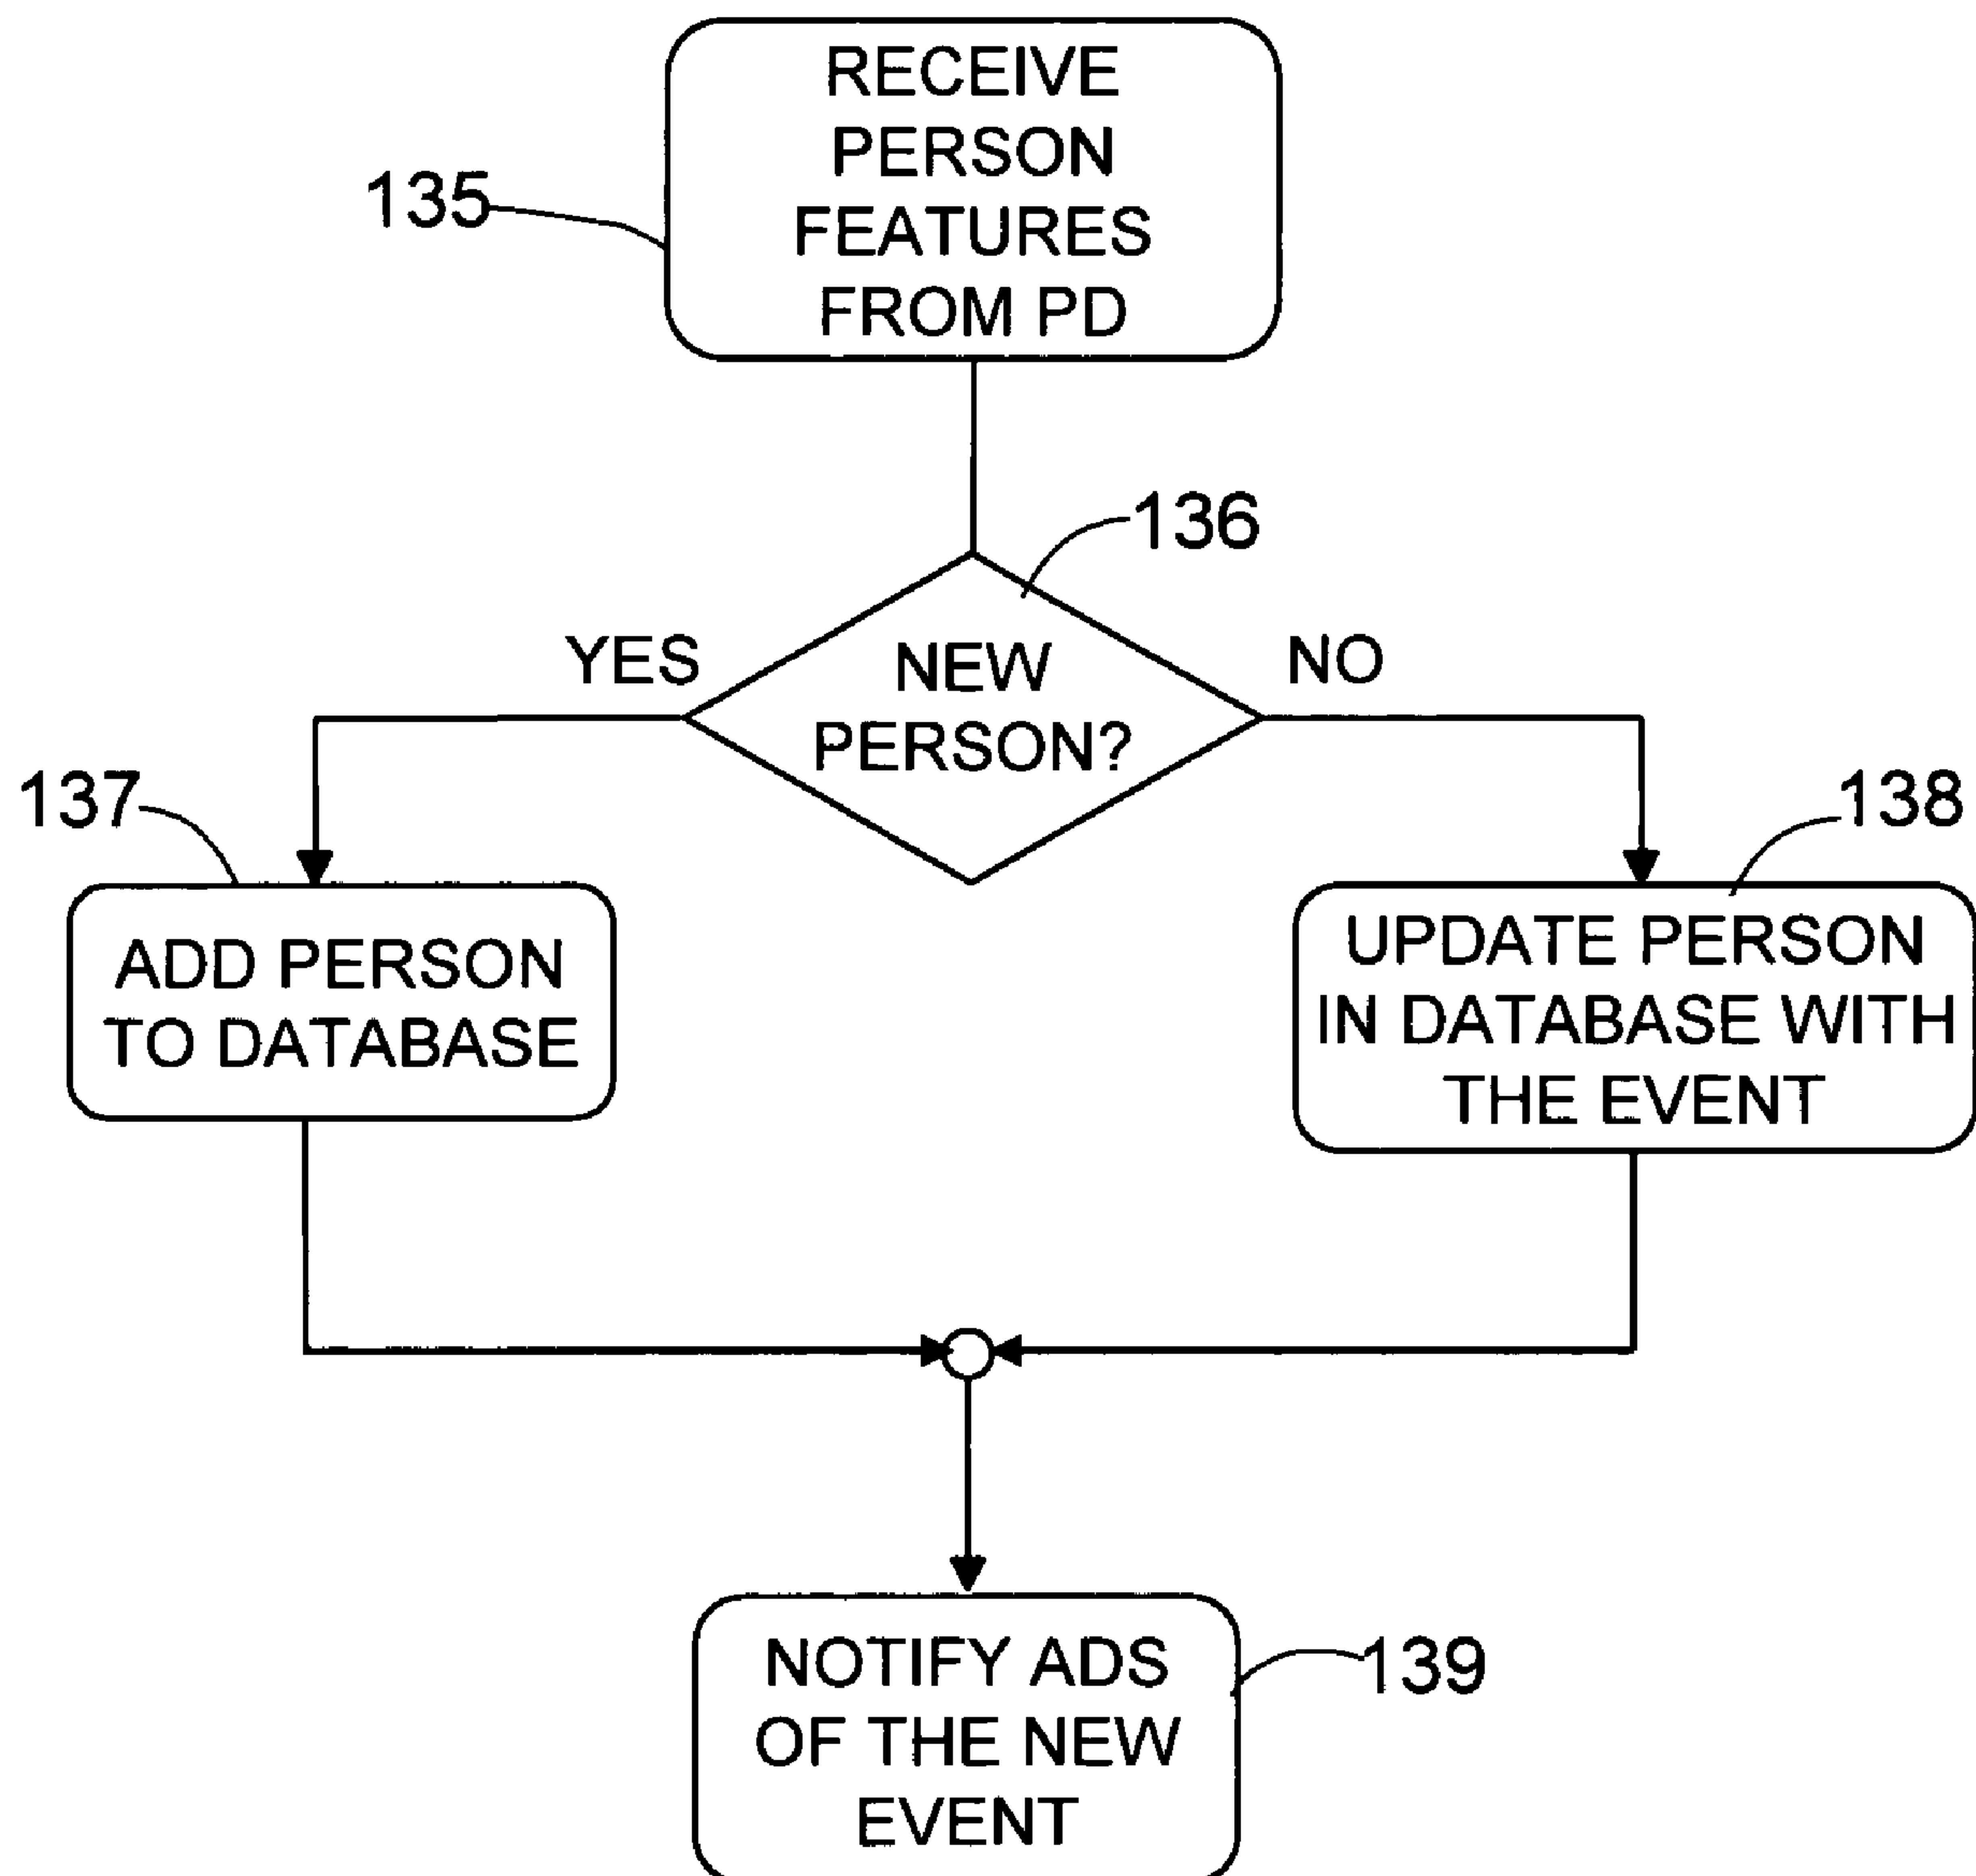 RECEIVE
PERSON
FEATURES
FROM PD
135
136
YES
NEW
PERSON?
NO
137
138
ADD PERSON
TO DATABASE
UPDATE PERSON
IN DATABASE WITH
THE EVENT
NOTIFY ADS
OF THE NEW
EVENT
139